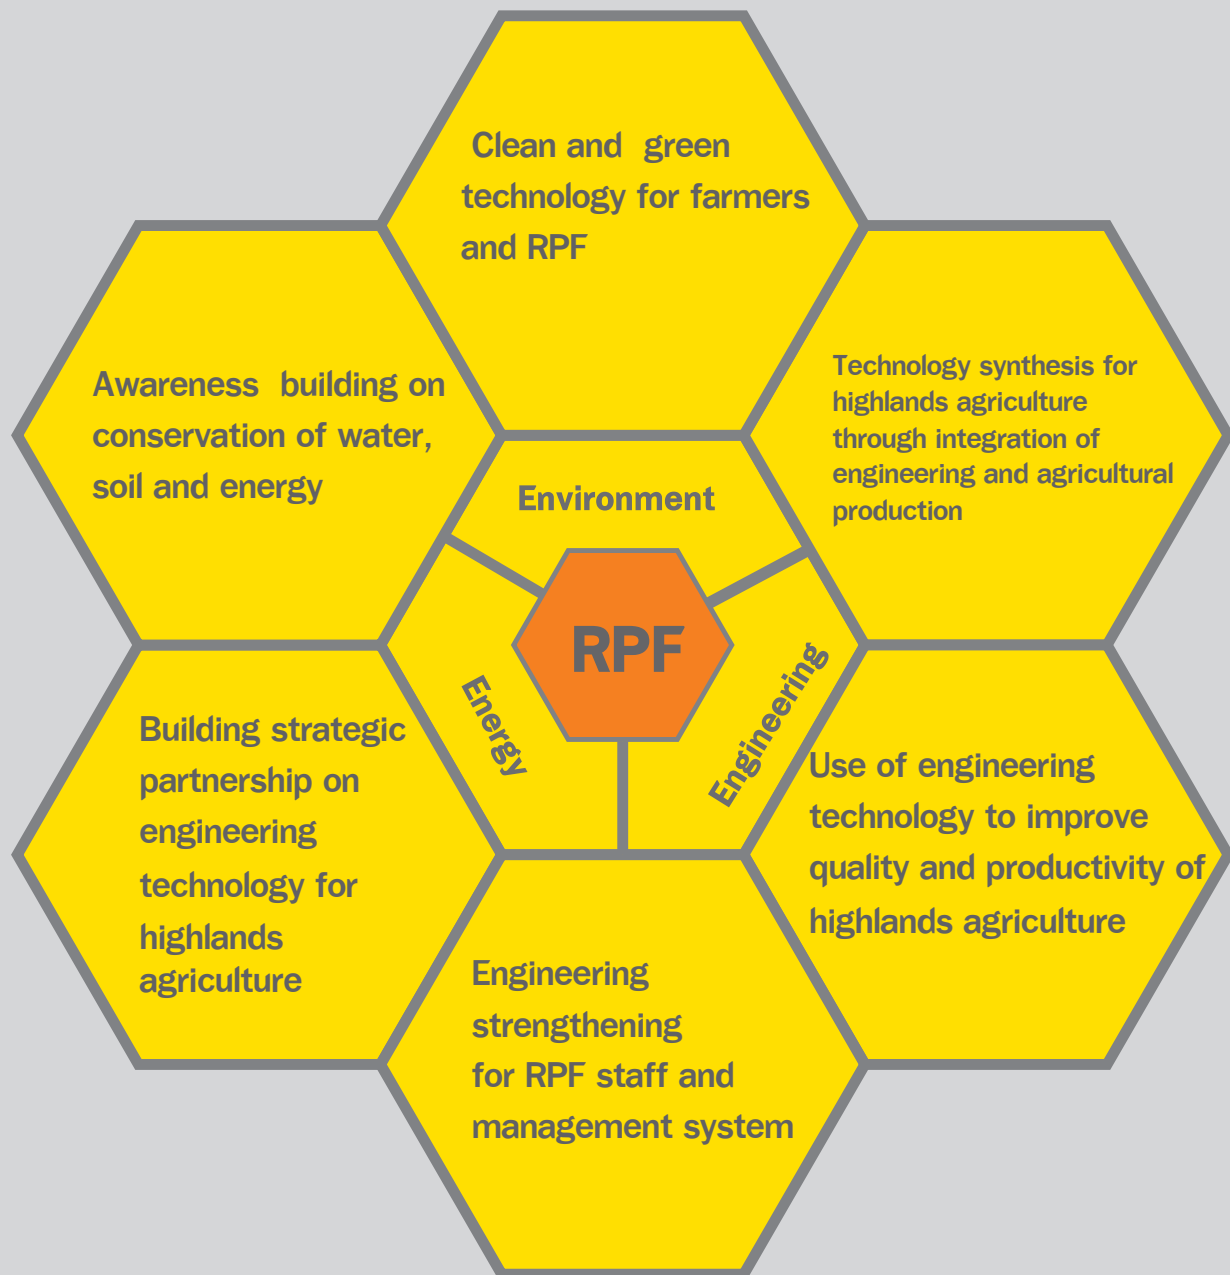 Clean and green
technology for farmers
and RPF
Awareness building on
conservation of water,
soil and energy
Technology synthesis for
highlands agriculture
through integration of
engineering and agricultural
production
Environment
RPF
Energy
Engineering
Building strategic
partnership on
engineering
technology for
highlands
agriculture
Use of engineering
technology to improve
quality and productivity of
highlands agriculture
Engineering
strengthening
for RPF staff and
management system